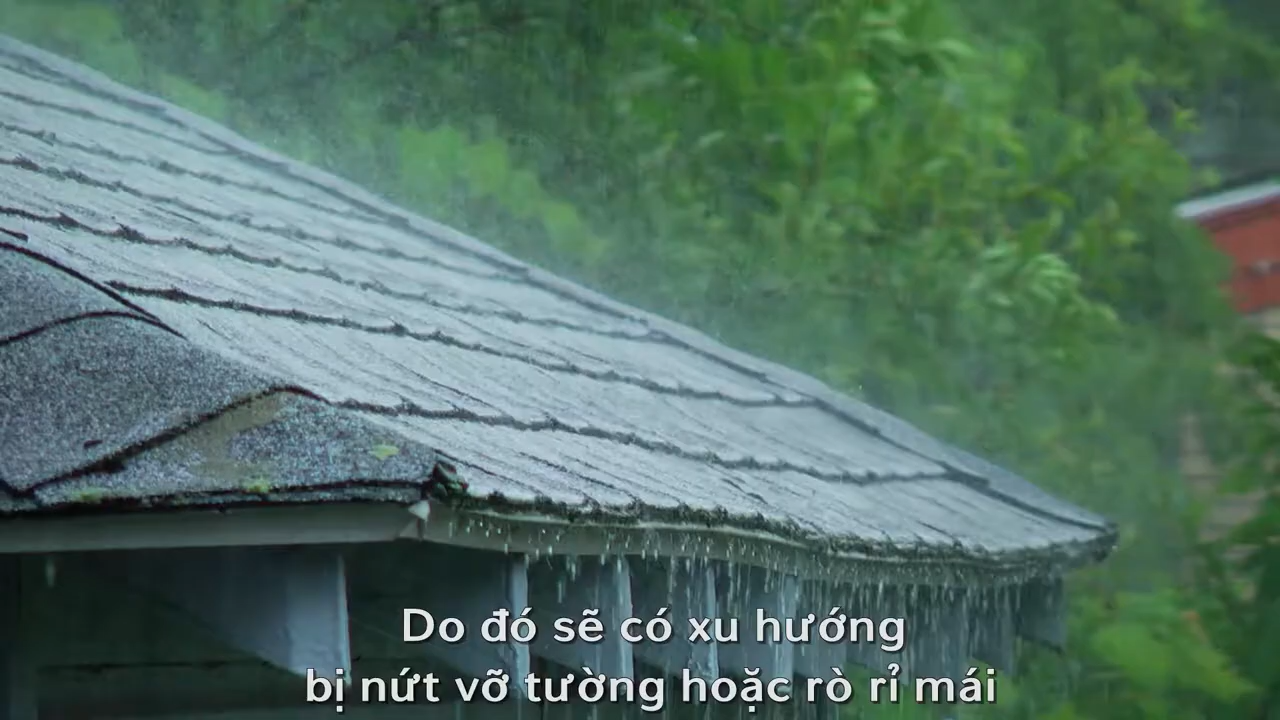 Do đó sẽ có xu hướng
bị nứt vỡ tường hoặc rò rỉ mái